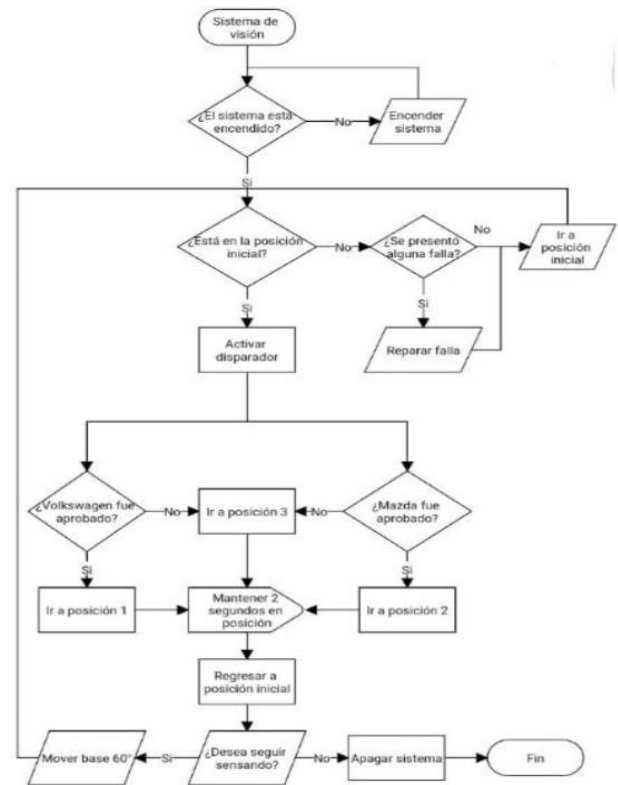 Sistema de
visión
¿El sistema está
encendido?
No
Encender
sistema
Si
¿Está en la posición
inicial?
No
¿Se presento
alguna falla?
No
Ir a
posición
inicial
Si
Si
Activar
disparador
Reparar falla
¿Volkswagen fue
aprobado?
No
Ir a posición 3
No
¿Mazda fue
aprobado?
Si
Si
Ir a posición 1
Mantener 2
segundos en
posición
Ir a posición 2
Regresar a
posición inicial
Mover base 60°
Si
¿Desea seguir
sensando?
No
Apagar sistema
Fin